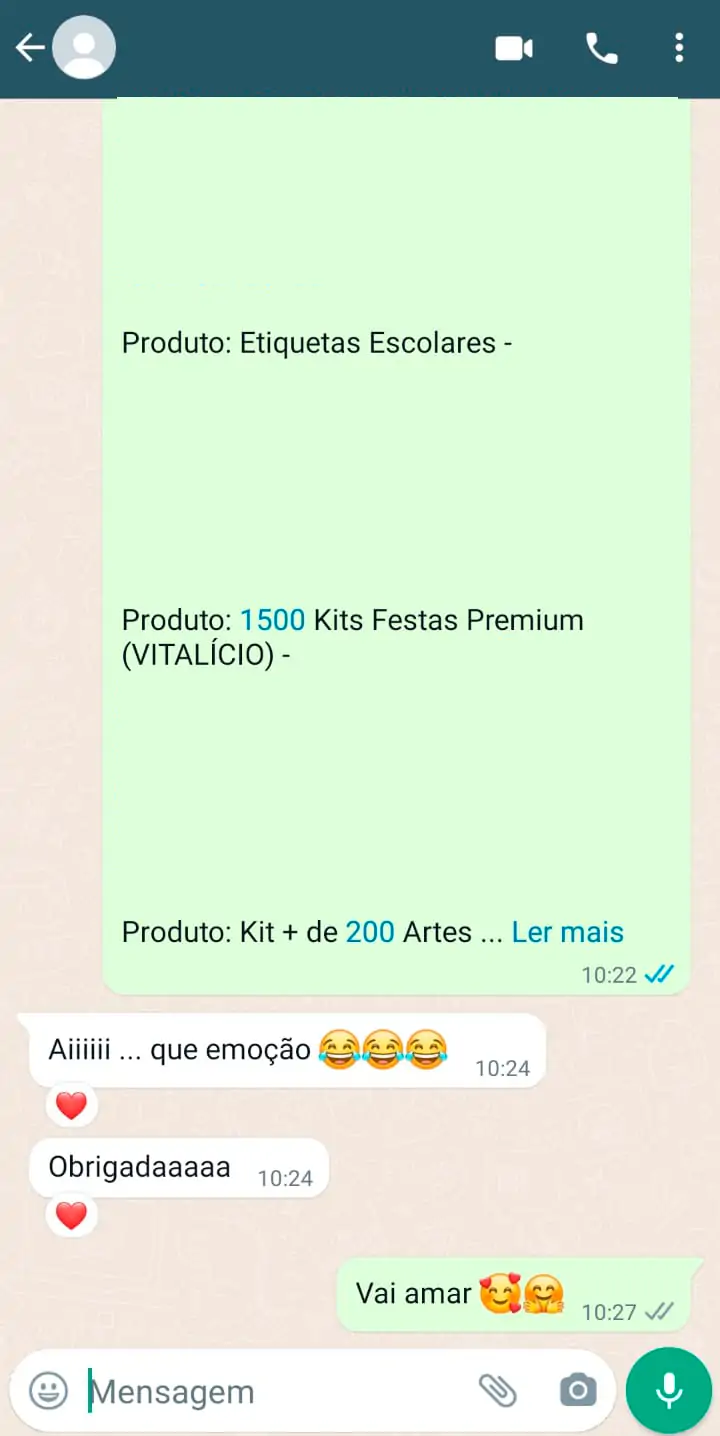 Produto: Etiquetas Escolares -
Produto: 1500 Kits Festas Premium
(VITALÍCIO) -
Produto: Kit + de 200 Artes ... Ler mais
10:22
Aiiiiii ... que emoção 😂😂😂 10:24
Obrigadaaaaa 10:24
Vai amar 🥰🤗 10:27
Mensagem